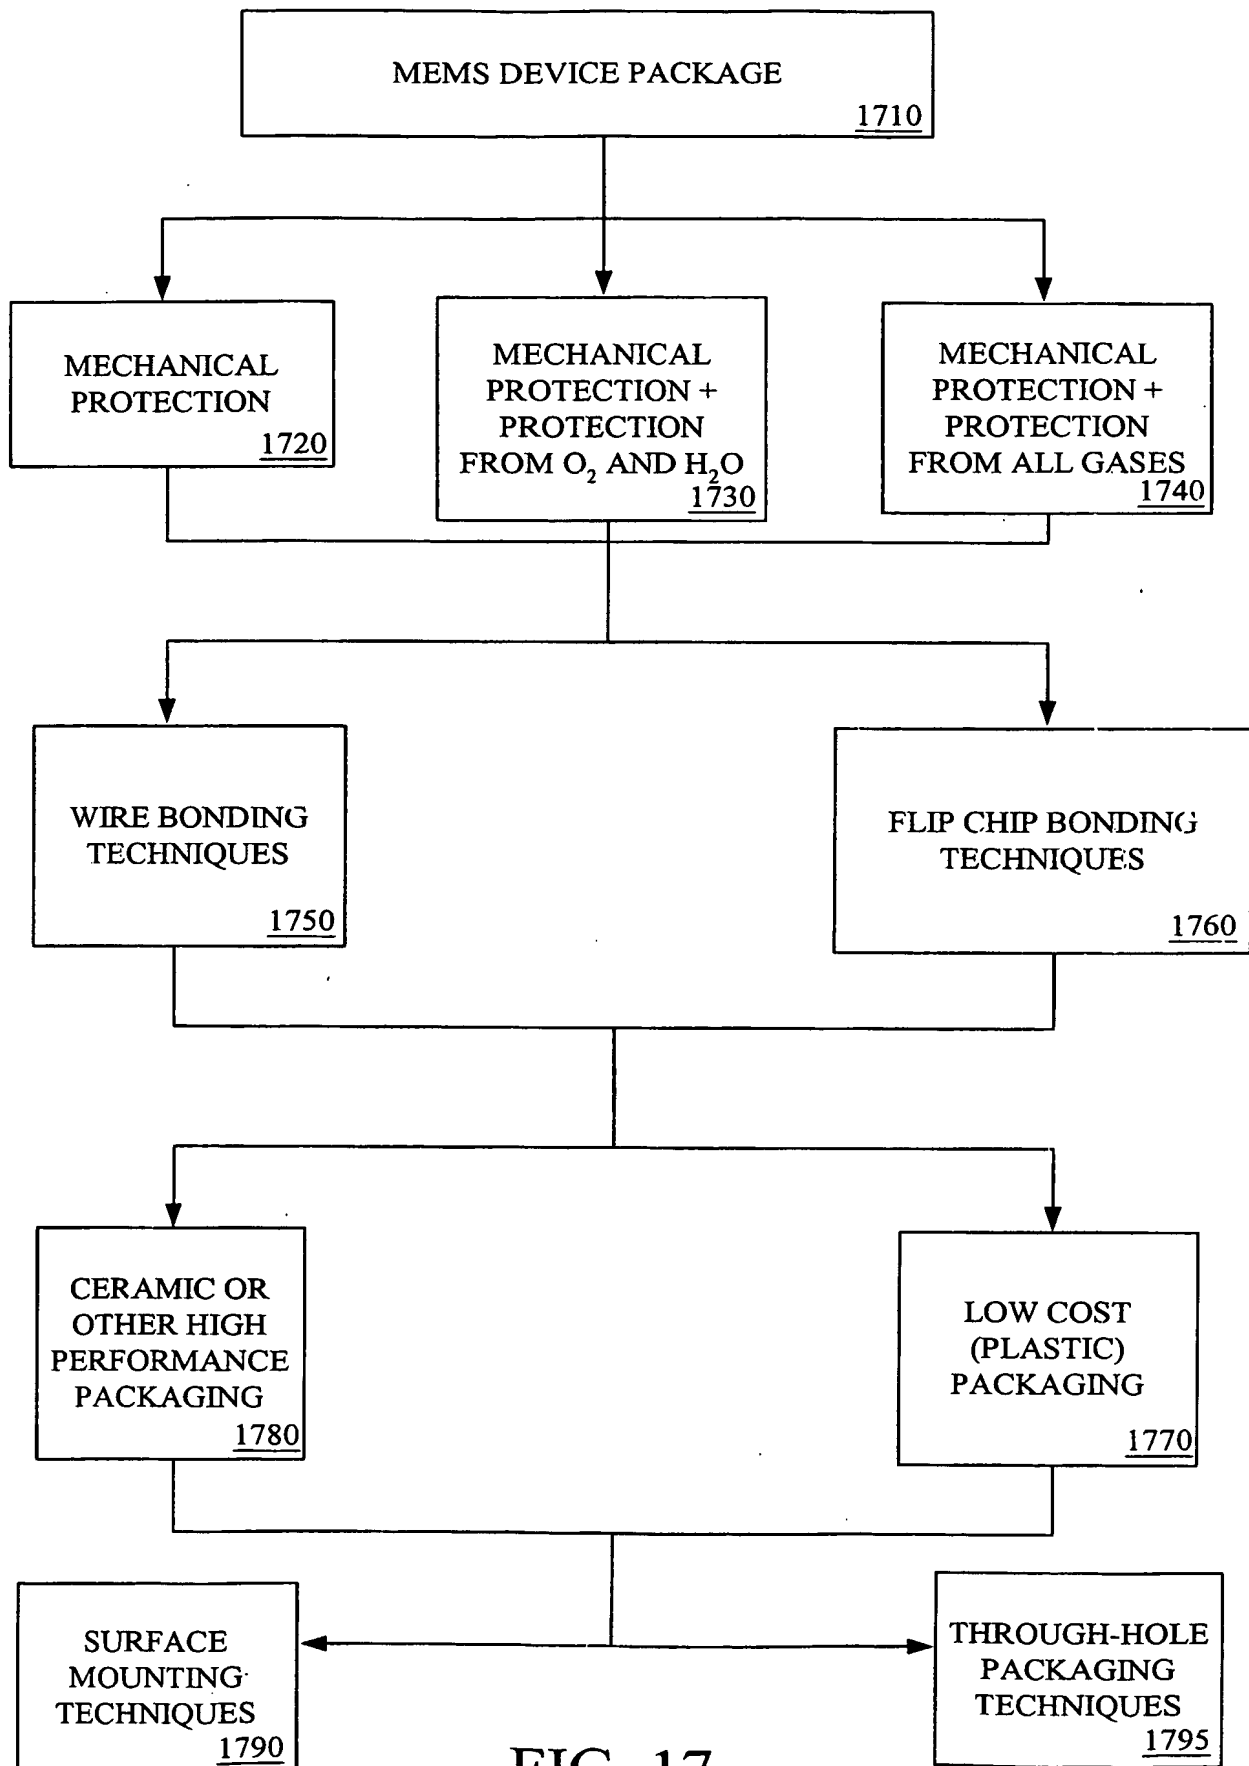 MEMS DEVICE PACKAGE
1710
MECHANICAL
PROTECTION
1720
MECHANICAL
PROTECTION +
PROTECTION
FROM O₂ AND H₂O
1730
MECHANICAL
PROTECTION +
PROTECTION
FROM ALL GASES
1740
WIRE BONDING
TECHNIQUES
1750
FLIP CHIP BONDING
TECHNIQUES
1760
CERAMIC OR
OTHER HIGH
PERFORMANCE
PACKAGING
1780
LOW COST
(PLASTIC)
PACKAGING
1770
SURFACE
MOUNTING
TECHNIQUES
1790
THROUGH-HOLE
PACKAGING
TECHNIQUES
1795
FIG. 17